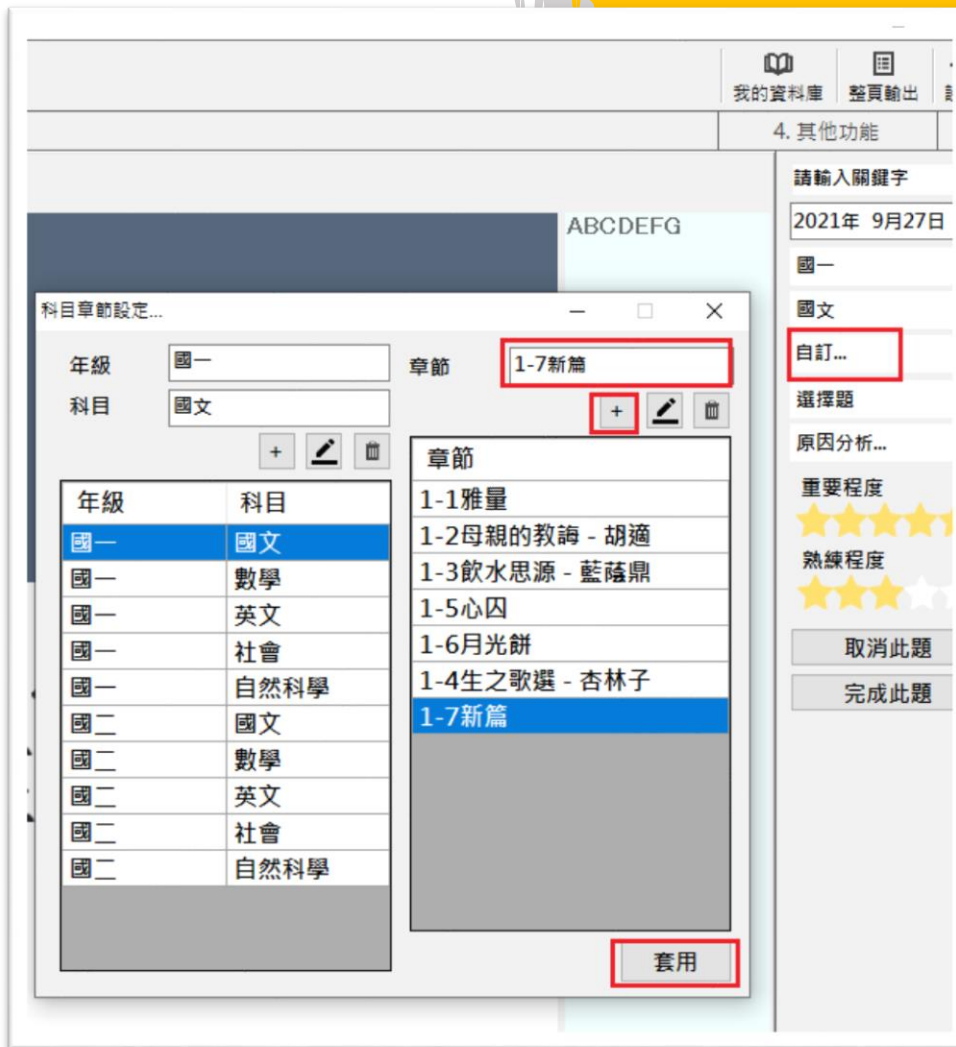 我的資料庫 整頁輸出
4. 其他功能
請輸入關鍵字
ABCDEFG
2021年 9月27日
國一
國文
自訂...
選擇題
原因分析...
重要程度
熟練程度
取消此題
完成此題
科目章節設定...
年級 國一
章節 1-7新篇
科目 國文
+
+
年級 科目
國一 國文
國一 數學
國一 英文
國一 社會
國一 自然科學
國二 國文
國二 數學
國二 英文
國二 社會
國二 自然科學
章節
1-1雅量
1-2母親的教誨 - 胡適
1-3飲水思源 - 藍蔭鼎
1-5心囚
1-6月光餅
1-4生之歌選 - 杏林子
1-7新篇
套用